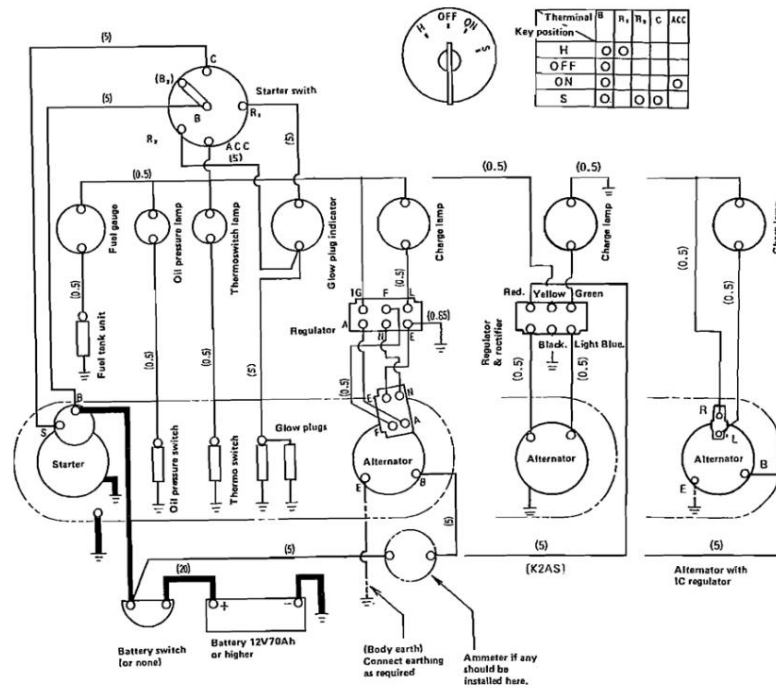 H OFF ON S
Therminal B R₁ R₂ C ACC
Key position
H
OFF
ON
S
(5)
C
(B₂)
Starter swith
(5)
B
R₁
R₂
ACC
(5)
(5)
(0.5)
(0.5)
(0.5)
Fuel gauge
Oil pressure lamp
Thermoswitch lamp
Glow plug indicator
Charge lamp
Charge lamp
(0.5)
(0.5)
(0.5)
(0.5)
1G F L
Red. Yellow Green
Regulator A N E
(0.85)
Regulator
& rectifier
Black. Light Blue.
(0.5)
(0.5)
Fuel tank unit
(0.5)
(0.5)
(5)
(0.5)
E N
F A
B
S
Starter
Oil pressure switch
Thermo switch
Glow plugs
Alternator
E B
Alternator
R
L
Alternator
E B
(5)
(5)
(5)
(5)
(20)
(K2AS)
Alternator with
IC regulator
+ -
Battery switch
(or none)
Battery 12V70Ah
or higher
(Body earth)
Connect earthing
as required
Ammeter if any
should be
installed here.